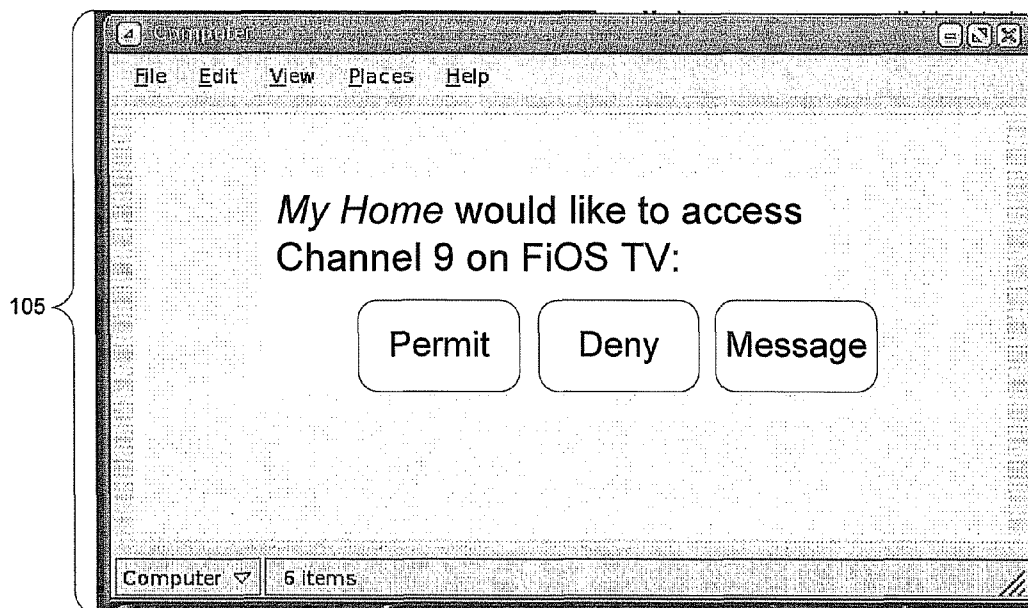 Computer
File Edit View Places Help
My Home would like to access
Channel 9 on FiOS TV:
105
Permit Deny Message
Computer 6 items